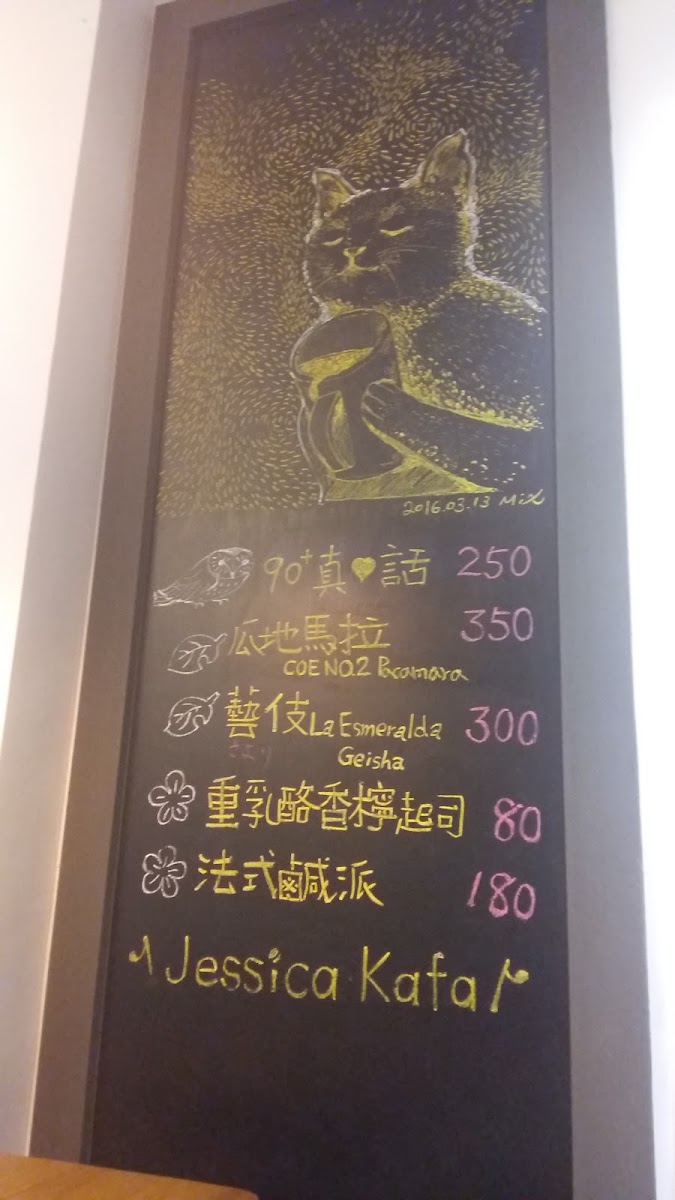 2016.03.13 Mix
90+真♥話 250
瓜地馬拉 350
COE NO.2 Pacamara
藝伎 La Esmeralda 300
Geisha
重乳酪香檸起司 80
法式鹹派 180
Jessica Kafa